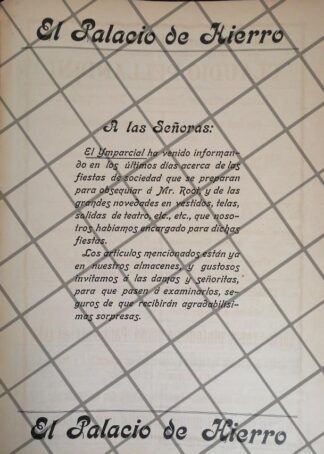 El Palacio de Hierro
A las Señoras:
El Ymparcial ha venido informan-
do en los últimos días acerca de las
fiestas de sociedad que se preparan
para obsequiar á Mr. Root, y de las
grandes novedades en vestidos, telas,
salidas de teatro, etc., etc., que noso-
tros habíamos encargado para dichas
fiestas.
Los artículos mencionados están ya
en nuestros almacenes, y gustosos
invitamos á las damas y señoritas,
para que pasen á examinarlos, se-
guros de que recibirán agradabilísi-
mas sorpresas.
El Palacio de Hierro